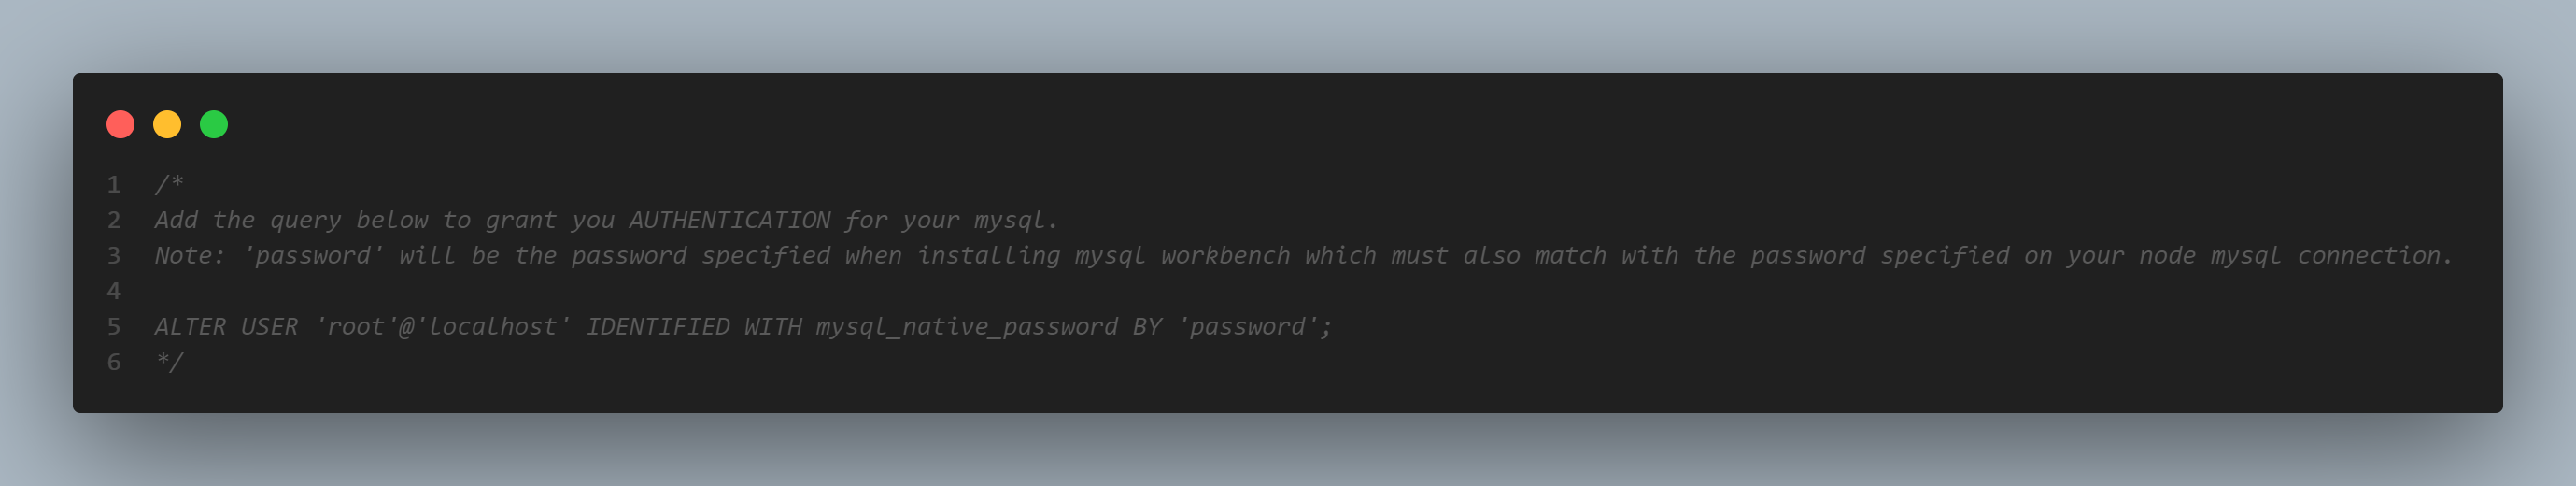 1 /*
2 Add the query below to grant you AUTHENTICATION for your mysql.
3 Note: 'password' will be the password specified when installing mysql workbench which must also match with the password specified on your node mysql connection.
4
5 ALTER USER 'root'@'localhost' IDENTIFIED WITH mysql_native_password BY 'password';
6 */